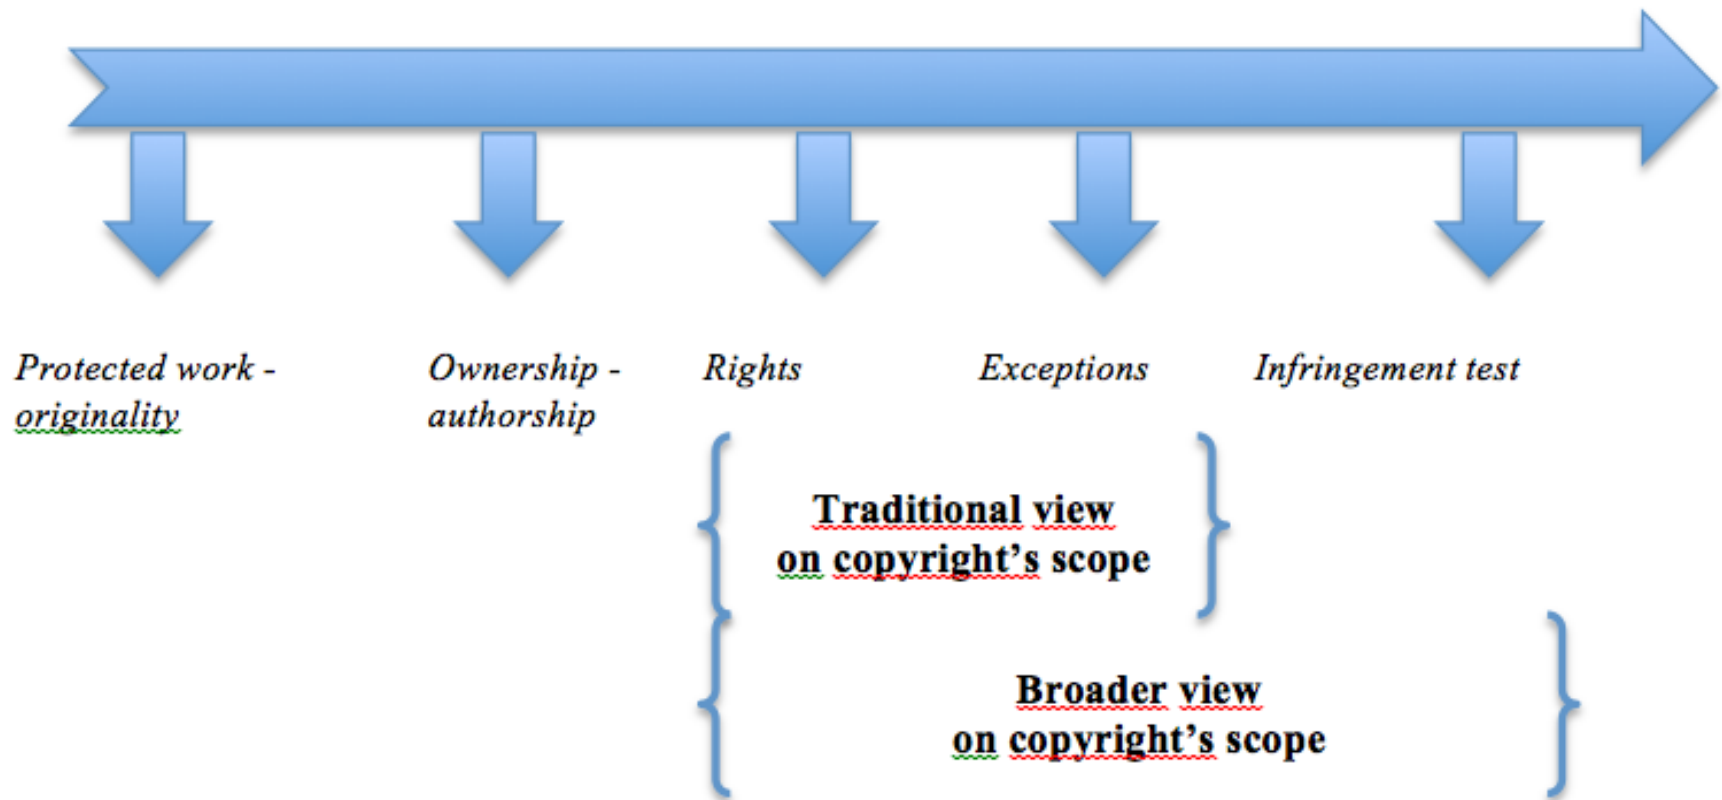 Protected work -
originality
Ownership -
authorship
Rights
Exceptions
Infringement test
Traditional view
on copyright’s scope
Broader view
on copyright’s scope